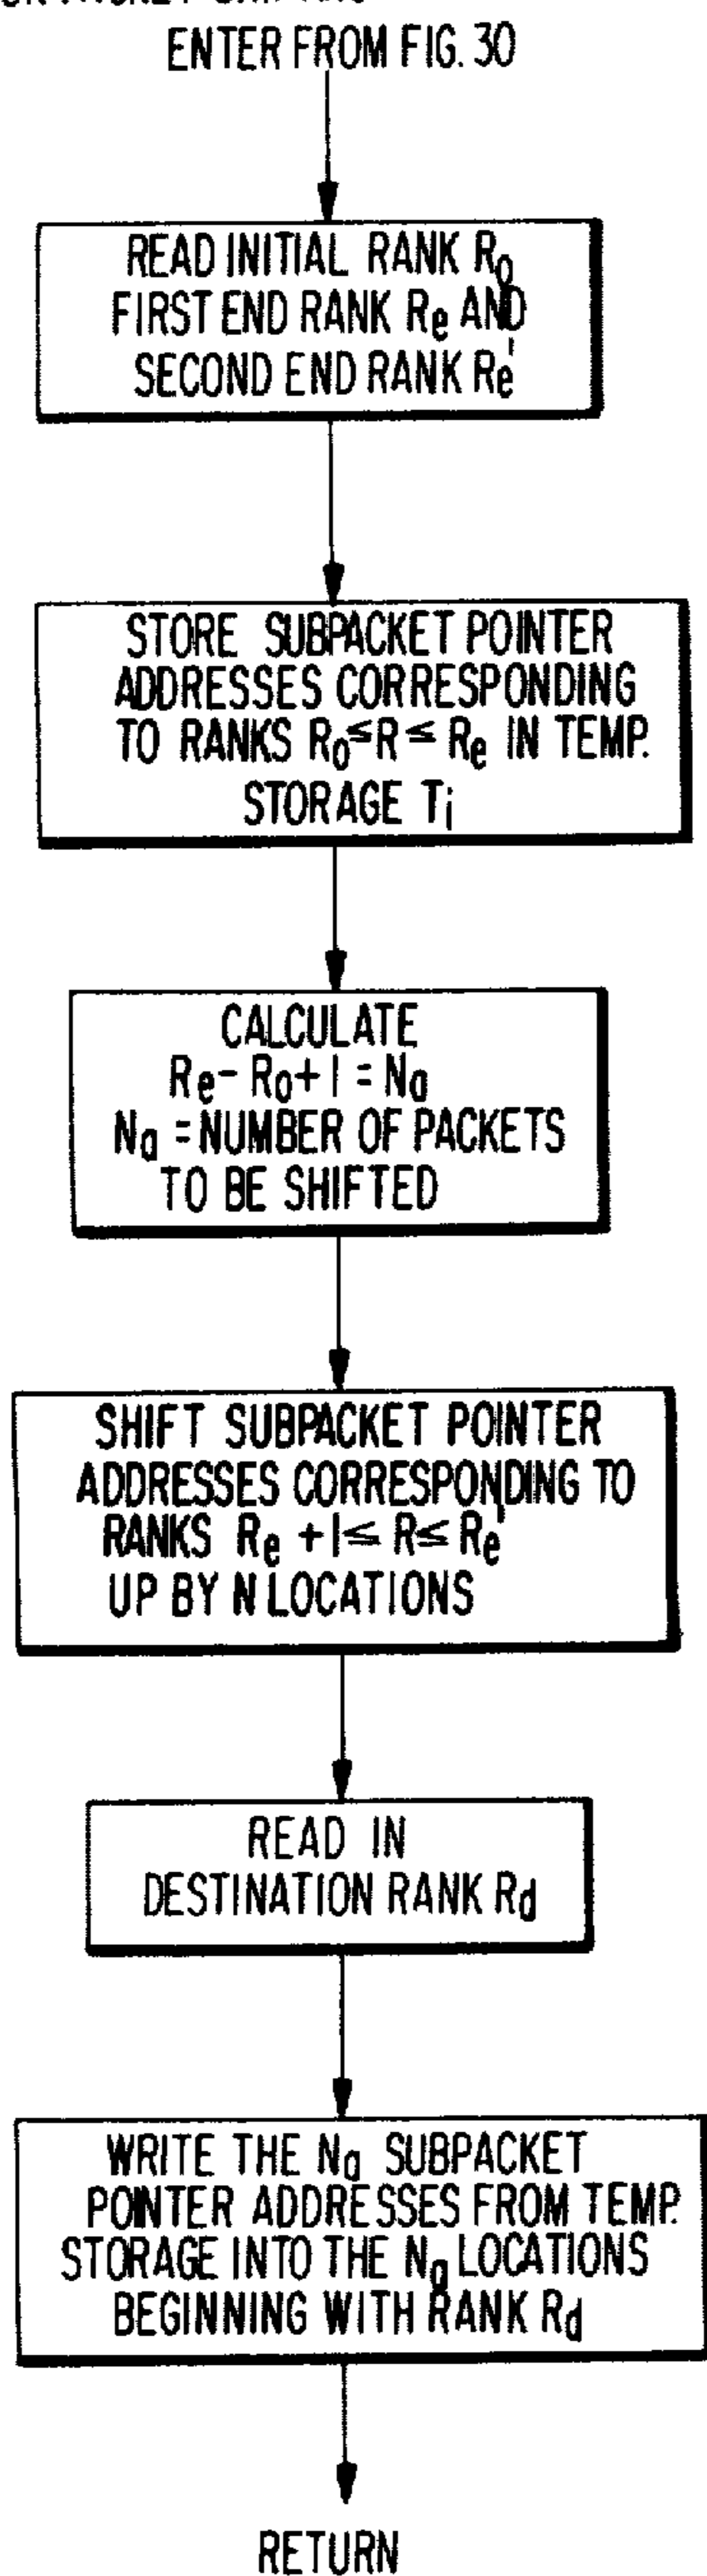 ENTER FROM FIG. 30
READ INITIAL RANK Ro
FIRST END RANK Re AND
SECOND END RANK Re'
STORE SUBPACKET POINTER
ADDRESSES CORRESPONDING
TO RANKS Ro ≤ R ≤ Re IN TEMP.
STORAGE Ti
CALCULATE
Re - Ro + 1 = Na
Na = NUMBER OF PACKETS
TO BE SHIFTED
SHIFT SUBPACKET POINTER
ADDRESSES CORRESPONDING TO
RANKS Re + 1 ≤ R ≤ Re'
UP BY N LOCATIONS
READ IN
DESTINATION RANK Rd
WRITE THE Na SUBPACKET
POINTER ADDRESSES FROM TEMP.
STORAGE INTO THE Na LOCATIONS
BEGINNING WITH RANK Rd
RETURN